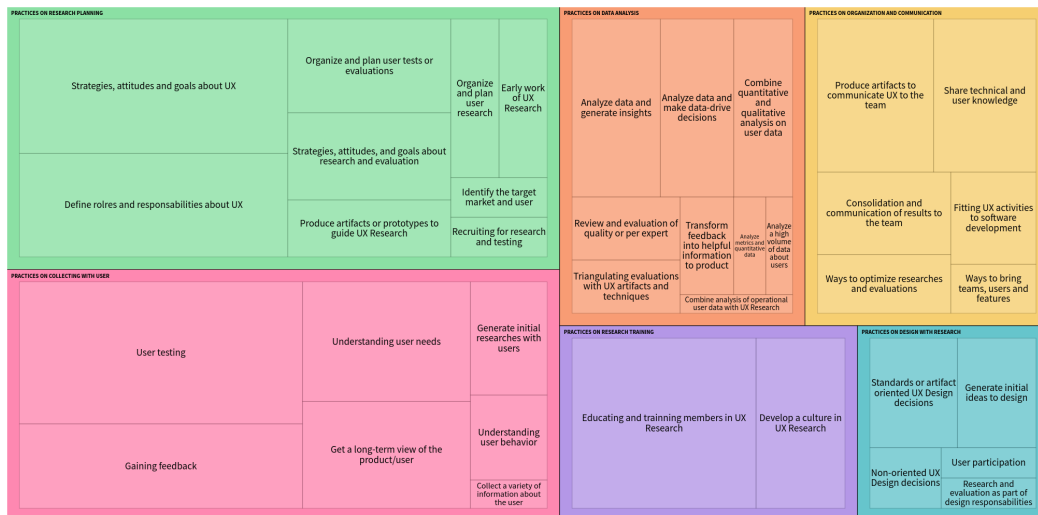 PRACTICES ON RESEARCH PLANNING
Strategies, attitudes and goals about UX
Define rolres and responsabilities about UX
Organize and plan user tests or
evaluations
Strategies, attitudes, and goals about
research and evaluation
Produce artifacts or prototypes to
guide UX Research
Organize
and plan
user
research
Early work
of UX
Research
Identify the target
market and user
Recruiting for research
and testing
PRACTICES ON COLLECTING WITH USER
User testing
Gaining feedback
Understanding user needs
Get a long-term view of the
product/user
Generate initial
researches with
users
Understanding
user behavior
Collect a variety of
information about
the user
PRACTICES ON DATA ANALYSIS
Analyze data and
generate insights
Analyze data and
make data-drive
decisions
Combine
quantitative
and
qualitative
analysis on
user data
Review and evaluation of
quality or per expert
Triangulating evaluations
with UX artifacts and
techniques
Transform
feedback
into helpful
information
to product
Analyze
metrics and
quantitative
data
Analyze
a high
volume
of data
about
users
Combine analysis of operational
user data with UX Research
PRACTICES ON ORGANIZATION AND COMMUNICATION
Produce artifacts to
communicate UX to the
team
Share technical and
user knowledge
Consolidation and
communication of results to
the team
Ways to optimize researches
and evaluations
Fitting UX activities
to software
development
Ways to bring
teams, users and
features
PRACTICES ON RESEARCH TRAINING
Educating and trainning members in UX
Research
Develop a culture in
UX Research
PRACTICES ON DESIGN WITH RESEARCH
Standards or artifact
oriented UX Design
decisions
Generate initial
ideas to design
Non-oriented UX
Design decisions
User participation
Research and
evaluation as part of
design responsabilities